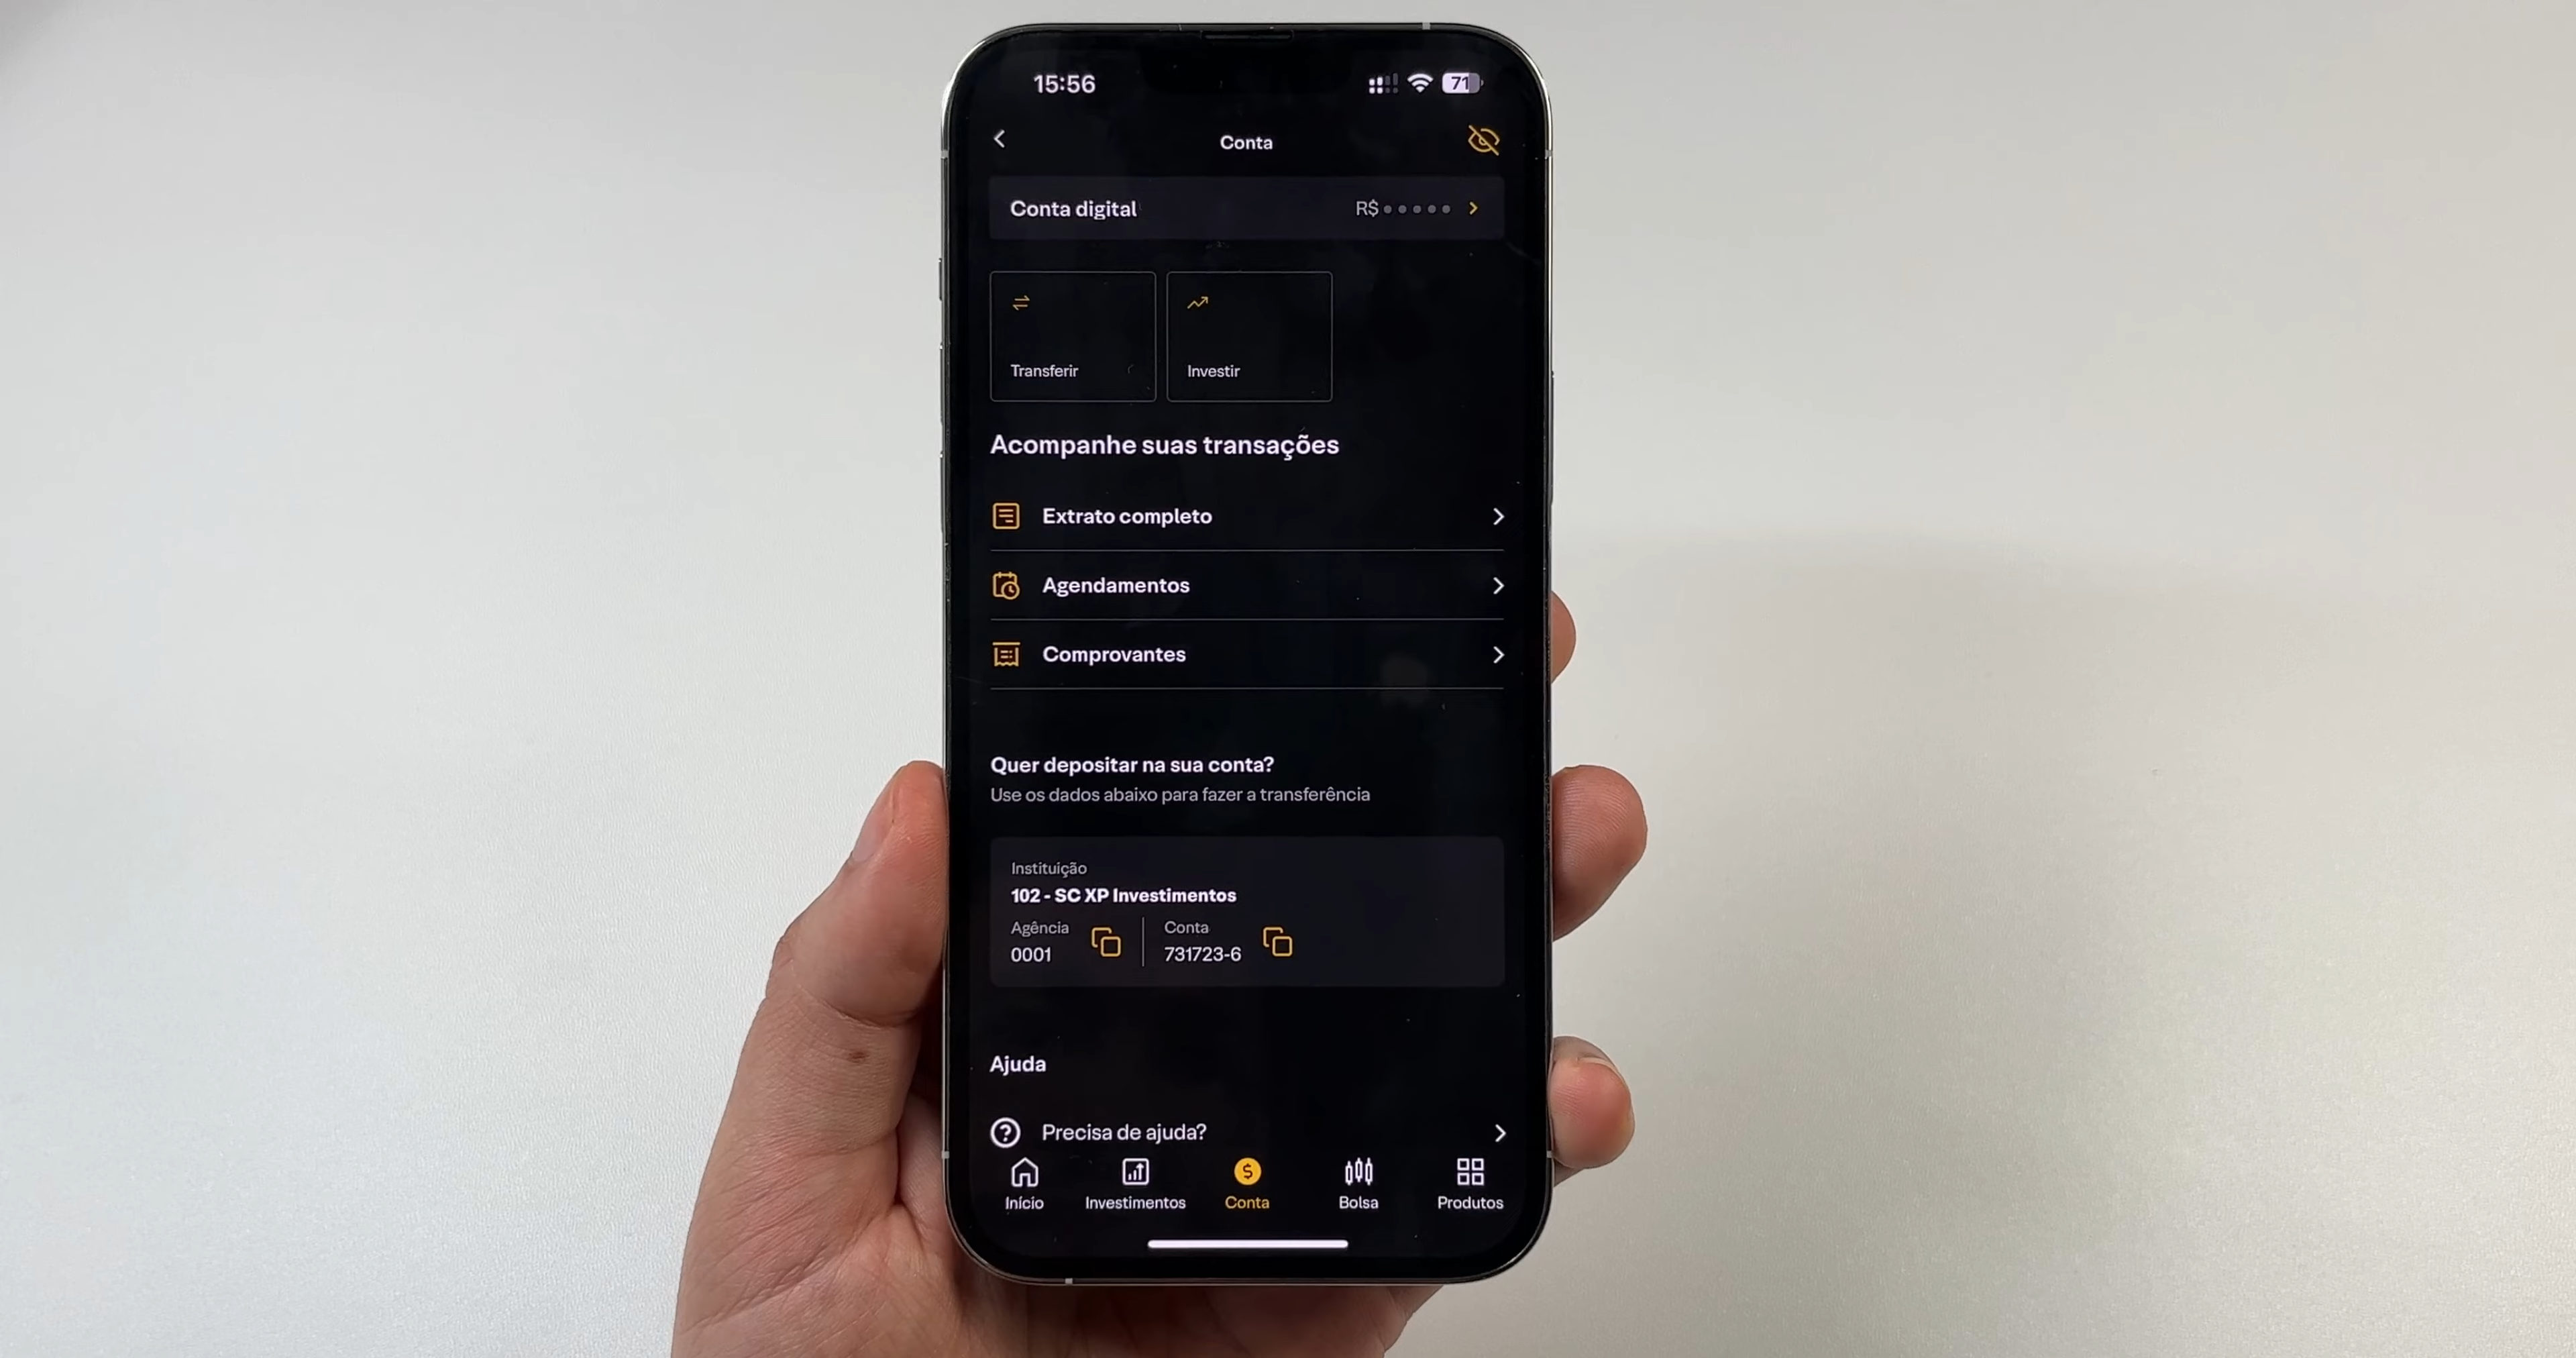 15:56
71
Conta
Conta digital R$
Transferir Investir
Acompanhe suas transações
Extrato completo
Agendamentos
Comprovantes
Quer depositar na sua conta?
Use os dados abaixo para fazer a transferência
Instituição
102 - SC XP Investimentos
Agência Conta
0001 731723-6
Ajuda
Precisa de ajuda?
Início Investimentos Conta Bolsa Produtos